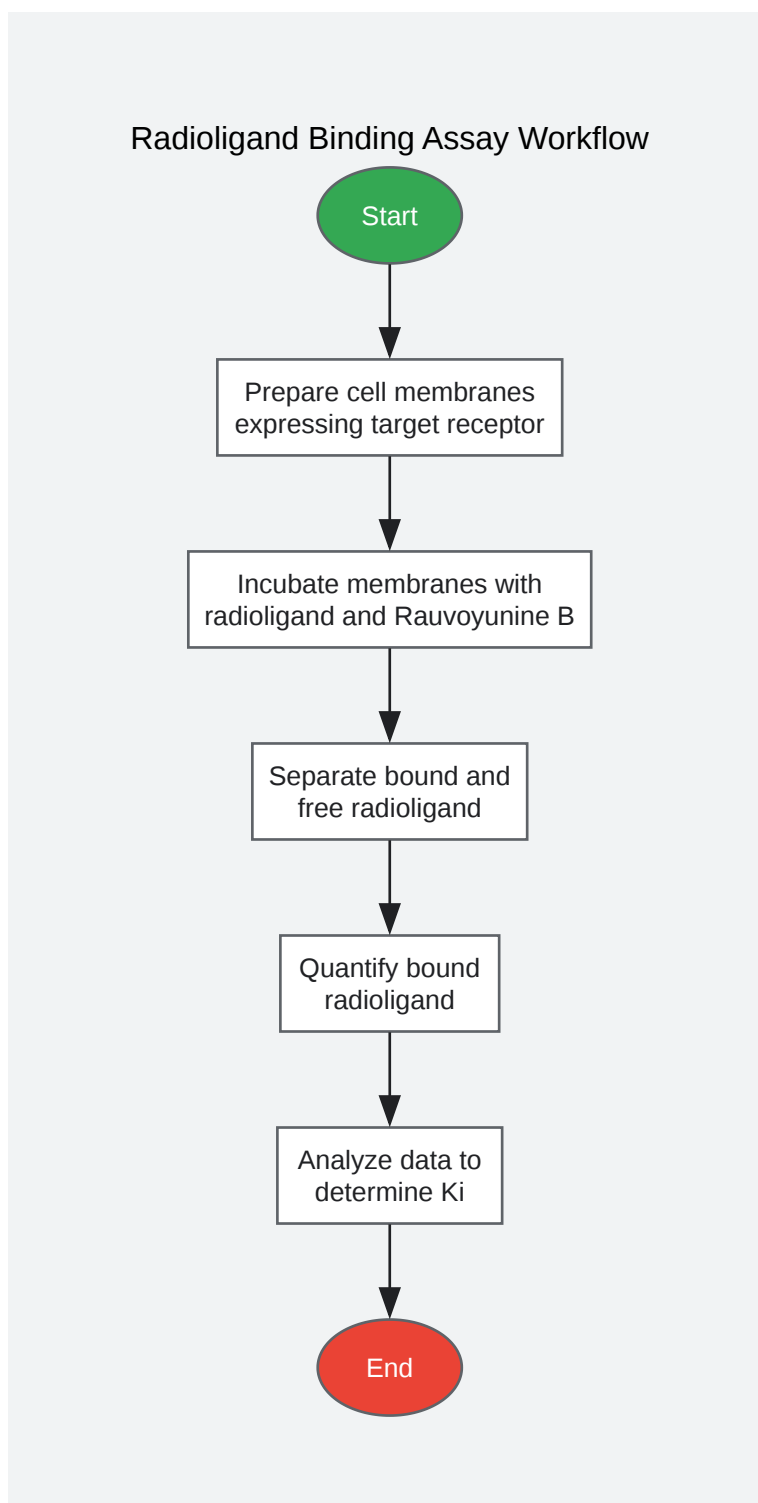 Radioligand Binding Assay Workflow
Start
Prepare cell membranes
expressing target receptor
Incubate membranes with
radioligand and Rauvoyunine B
Separate bound and
free radioligand
Quantify bound
radioligand
Analyze data to
determine Ki
End